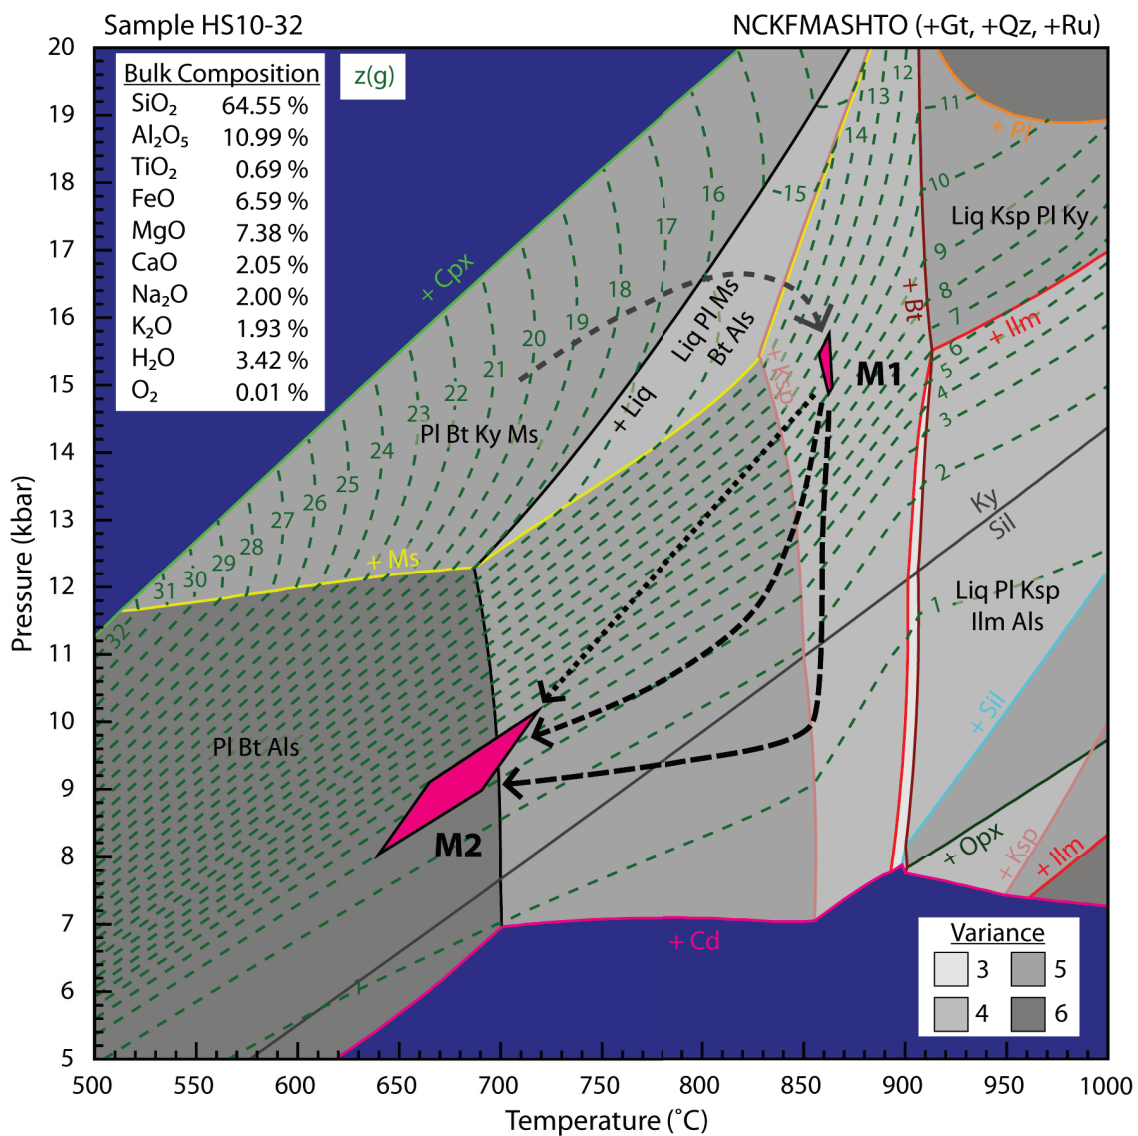 Sample HS10-32
NCKFMASHTO (+Gt, +Qz, +Ru)
Bulk Composition
SiO₂ 64.55 %
Al₂O₅ 10.99 %
TiO₂ 0.69 %
FeO 6.59 %
MgO 7.38 %
CaO 2.05 %
Na₂O 2.00 %
K₂O 1.93 %
H₂O 3.42 %
O₂ 0.01 %
z(g)
20
19
18
17
16
15
14
13
12
11
10
9
8
7
6
5
Pressure (kbar)
12
13
11
14
+ Pl
10
15
16
17
Liq Ksp Pl Ky
9
+ Cpx
18
8
+ Bt
19
7
+ Ilm
20
6
Liq Pl Ms
Bt Als
21
5
M1
+ Ksp
22
4
23
3
+ Liq
Pl Bt Ky Ms
24
2
25
26
Ky
Sil
27
28
29
+ Ms
30
31
1
Liq Pl Ksp
Ilm Als
32
+ Sil
Pl Bt Als
M2
+ Opx
+ Ksp
+ Ilm
+ Cd
1
Variance
3 5
4 6
500 550 600 650 700 750 800 850 900 950 1000
Temperature (˚C)